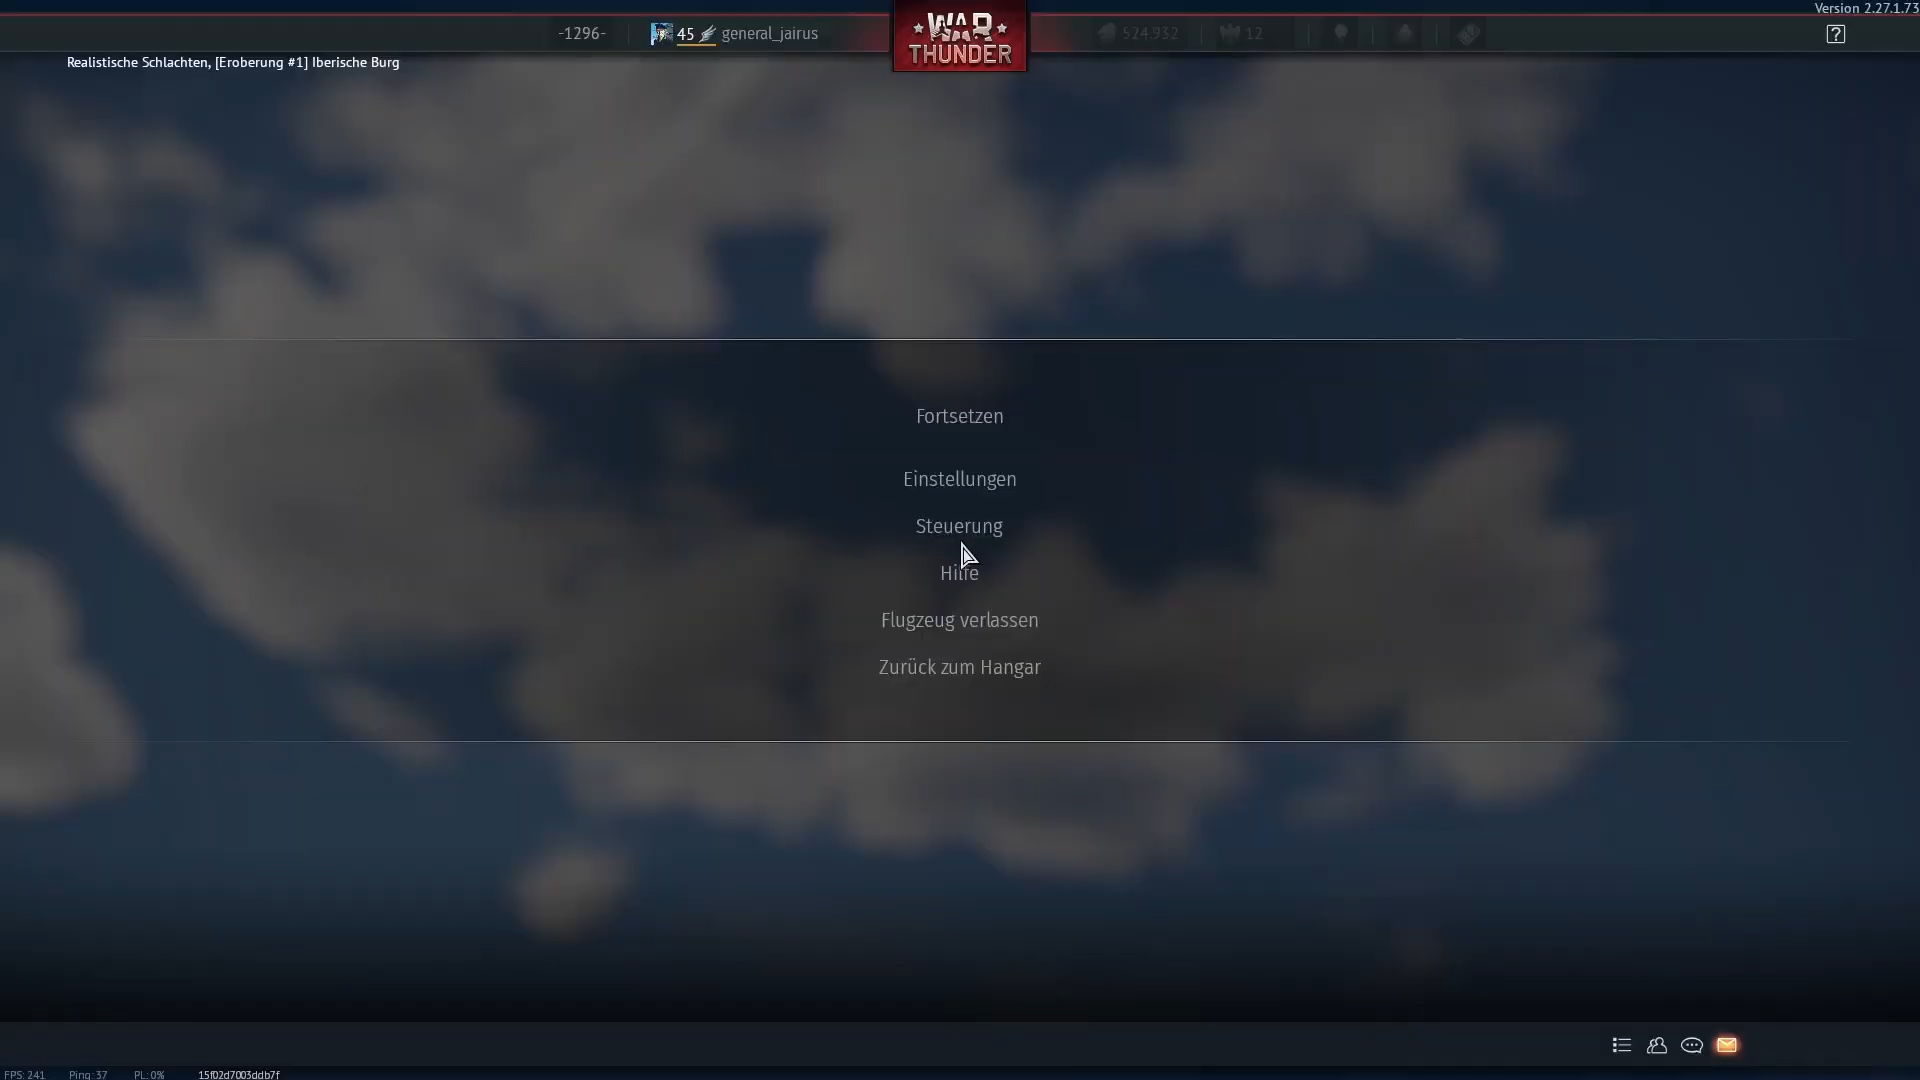 Version 2.27.1.73
-1296-
45 general_jairus
WAR THUNDER
524.932
12
Realistische Schlachten, [Eroberung #1] Iberische Burg
Fortsetzen
Einstellungen
Steuerung
Hilfe
Flugzeug verlassen
Zurück zum Hangar
FPS: 241 Ping: 37 PL: 0% 15f02d7003ddb7f